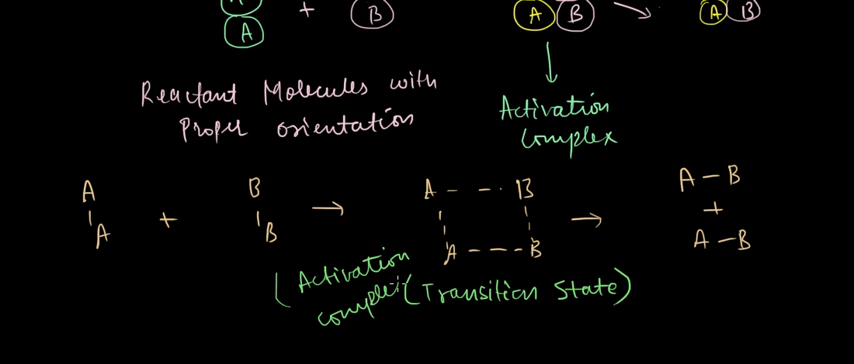 A + B A B → A B
A
Reactant Molecules with
Proper orientation
Activation
Complex
A B A - - - B A - B
+ → → +
A B A - - - B A - B
(Activation
complex (Transition State)